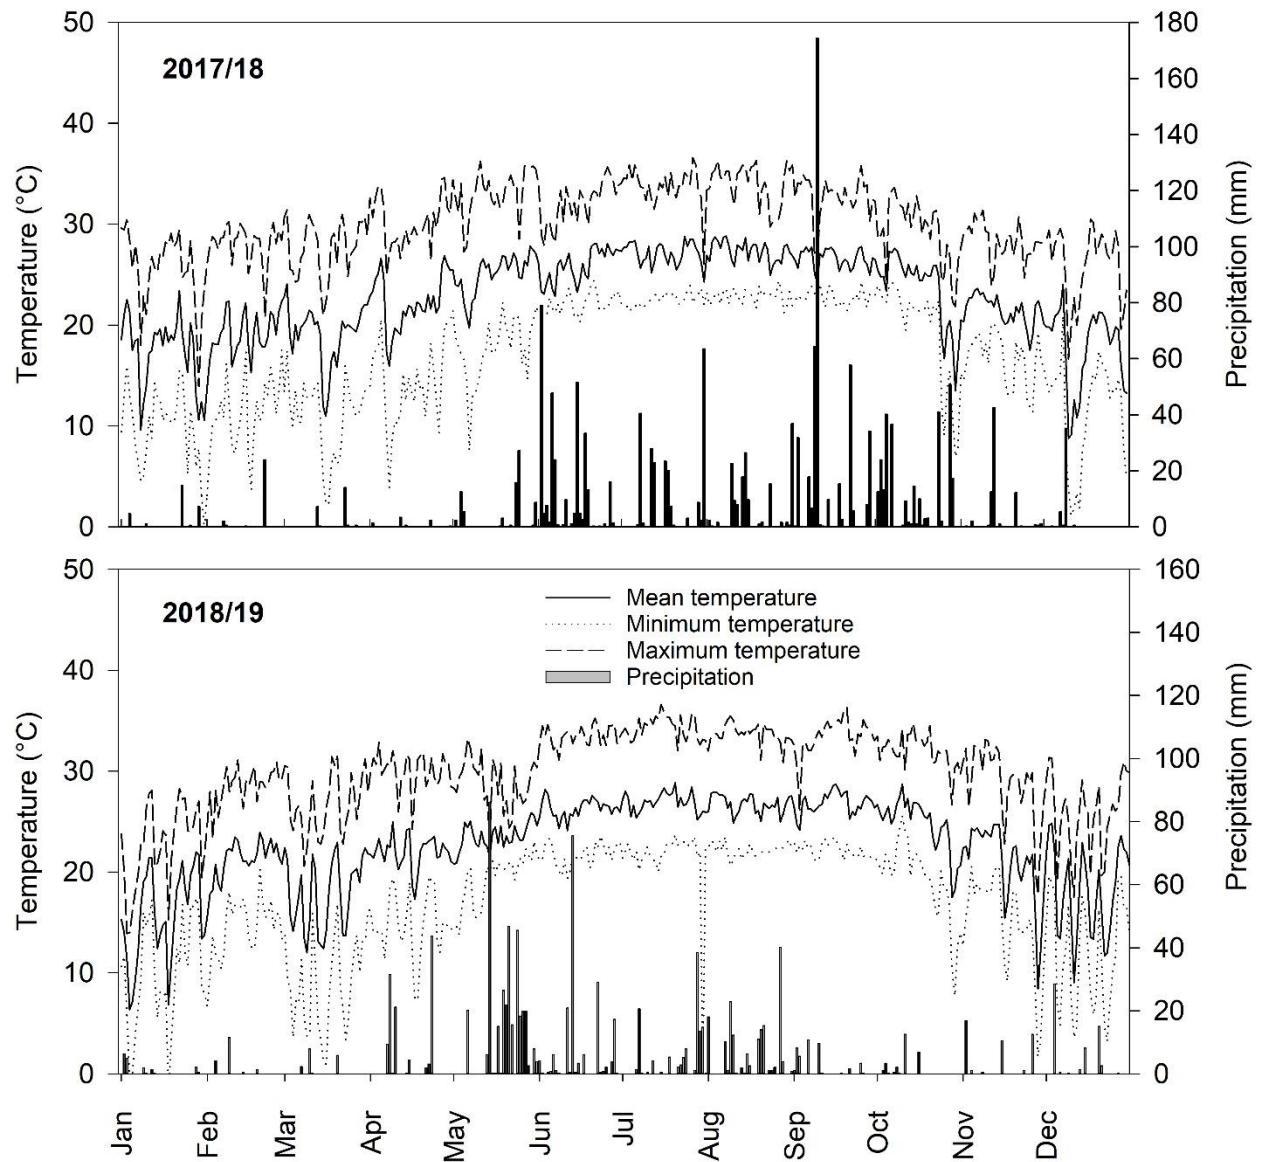 50
40
30
20
10
0
Temperature (°C)
2017/18
180
160
140
120
100
80
60
40
20
0
Precipitation (mm)
50
40
30
20
10
0
Temperature (°C)
2018/19
Mean temperature
Minimum temperature
Maximum temperature
Precipitation
160
140
120
100
80
60
40
20
0
Precipitation (mm)
Jan
Feb
Mar
Apr
May
Jun
Jul
Aug
Sep
Oct
Nov
Dec